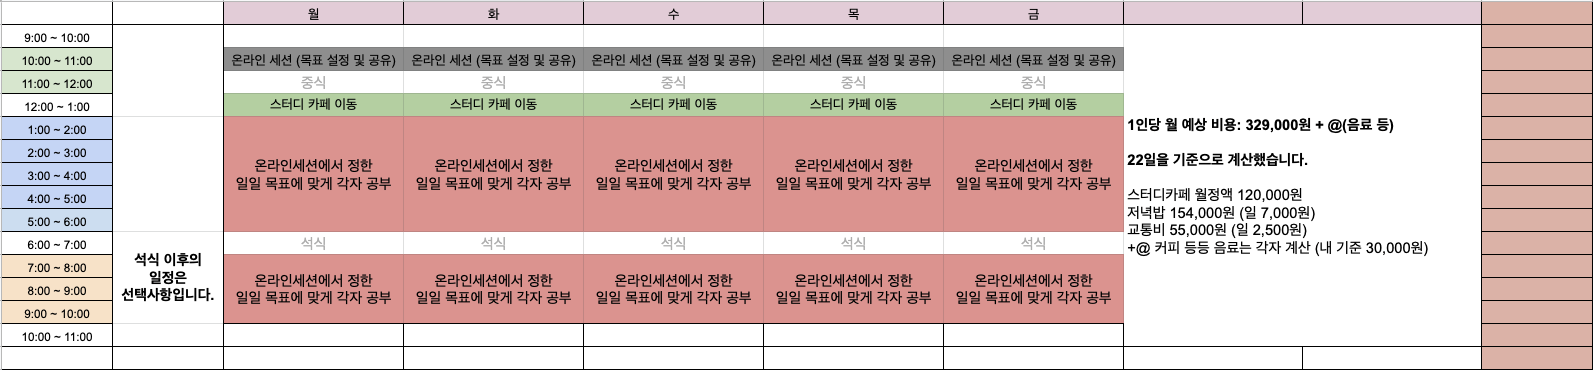 월 화 수 목 금
9:00 ~ 10:00
10:00 ~ 11:00 온라인 세션 (목표 설정 및 공유) 온라인 세션 (목표 설정 및 공유) 온라인 세션 (목표 설정 및 공유) 온라인 세션 (목표 설정 및 공유) 온라인 세션 (목표 설정 및 공유)
11:00 ~ 12:00 중식 중식 중식 중식 중식
12:00 ~ 1:00 스터디 카페 이동 스터디 카페 이동 스터디 카페 이동 스터디 카페 이동 스터디 카페 이동
1:00 ~ 2:00
2:00 ~ 3:00
3:00 ~ 4:00
4:00 ~ 5:00
5:00 ~ 6:00
온라인세션에서 정한 온라인세션에서 정한 온라인세션에서 정한 온라인세션에서 정한 온라인세션에서 정한
일일 목표에 맞게 각자 공부 일일 목표에 맞게 각자 공부 일일 목표에 맞게 각자 공부 일일 목표에 맞게 각자 공부 일일 목표에 맞게 각자 공부
6:00 ~ 7:00 석식 석식 석식 석식 석식
7:00 ~ 8:00
8:00 ~ 9:00
9:00 ~ 10:00
석식 이후의
일정은
선택사항입니다.
온라인세션에서 정한 온라인세션에서 정한 온라인세션에서 정한 온라인세션에서 정한 온라인세션에서 정한
일일 목표에 맞게 각자 공부 일일 목표에 맞게 각자 공부 일일 목표에 맞게 각자 공부 일일 목표에 맞게 각자 공부 일일 목표에 맞게 각자 공부
10:00 ~ 11:00
1인당 월 예상 비용: 329,000원 + @(음료 등)
22일을 기준으로 계산했습니다.
스터디카페 월정액 120,000원
저녁밥 154,000원 (일 7,000원)
교통비 55,000원 (일 2,500원)
+@ 커피 등등 음료는 각자 계산 (내 기준 30,000원)